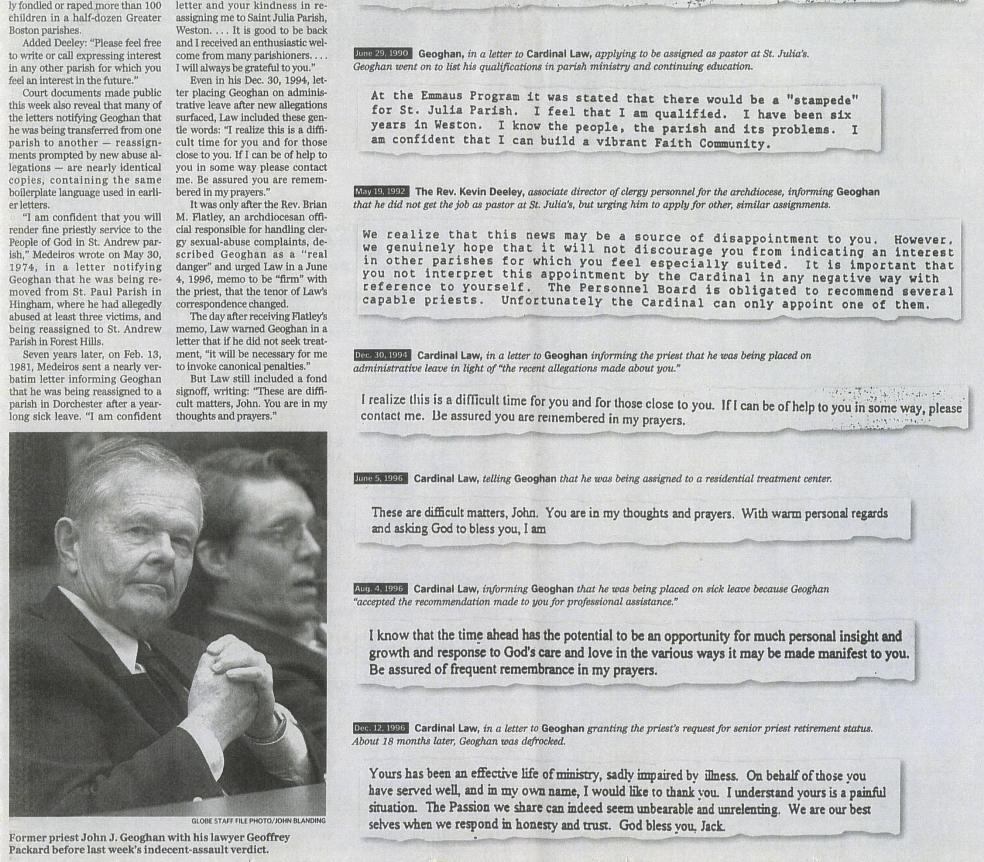 ly fondled or raped more than 100
children in a half-dozen Greater
Boston parishes.
Added Deeley: “Please feel free
to write or call expressing interest
in any other parish for which you
feel an interest in the future.”
Court documents made public
this week also reveal that many of
the letters notifying Geoghan that
he was being transferred from one
parish to another — reassign-
ments prompted by new abuse al-
legations — are nearly identical
copies, containing the same
boilerplate language used in earli-
er letters.
“I am confident that you will
render fine priestly service to the
People of God in St. Andrew par-
ish,” Medeiros wrote on May 30,
1974, in a letter notifying
Geoghan that he was being re-
moved from St. Paul Parish in
Hingham, where he had allegedly
abused at least three victims, and
being reassigned to St. Andrew
Parish in Forest Hills.
Seven years later, on Feb. 13,
1981, Medeiros sent a nearly ver-
batim letter informing Geoghan
that he was being reassigned to a
parish in Dorchester after a year-
long sick leave. “I am confident
letter and your kindness in re-
assigning me to Saint Julia Parish,
Weston. . . . It is good to be back
and I received an enthusiastic wel-
come from many parishioners. . . .
I will always be grateful to you.”
Even in his Dec. 30, 1994, let-
ter placing Geoghan on adminis-
trative leave after new allegations
surfaced, Law included these gen-
tle words: “I realize this is a diffi-
cult time for you and for those
close to you. If I can be of help to
you in some way please contact
me. Be assured you are remem-
bered in my prayers.”
It was only after the Rev. Brian
M. Flatley, an archdiocesan offi-
cial responsible for handling cler-
gy sexual-abuse complaints, de-
scribed Geoghan as a “real
danger” and urged Law in a June
4, 1996, memo to be “firm” with
the priest, that the tenor of Law’s
correspondence changed.
The day after receiving Flatley’s
memo, Law warned Geoghan in a
letter that if he did not seek treat-
ment, “it will be necessary for me
to invoke canonical penalties.”
But Law still included a fond
signoff, writing: “These are diffi-
cult matters, John. You are in my
thoughts and prayers.”
GLOBE STAFF FILE PHOTO/JOHN BLANDING
Former priest John J. Geoghan with his lawyer Geoffrey
Packard before last week’s indecent-assault verdict.
June 29, 1990 Geoghan, in a letter to Cardinal Law, applying to be assigned as pastor at St. Julia’s.
Geoghan went on to list his qualifications in parish ministry and continuing education.
At the Emmaus Program it was stated that there would be a "stampede"
for St. Julia Parish. I feel that I am qualified. I have been six
years in Weston. I know the people, the parish and its problems. I
am confident that I can build a vibrant Faith Community.
May 19, 1992 The Rev. Kevin Deeley, associate director of clergy personnel for the archdiocese, informing Geoghan
that he did not get the job as pastor at St. Julia’s, but urging him to apply for other, similar assignments.
We realize that this news may be a source of disappointment to you. However,
we genuinely hope that it will not discourage you from indicating an interest
in other parishes for which you feel especially suited. It is important that
you not interpret this appointment by the Cardinal in any negative way with
reference to yourself. The Personnel Board is obligated to recommend several
capable priests. Unfortunately the Cardinal can only appoint one of them.
Dec. 30, 1994 Cardinal Law, in a letter to Geoghan informing the priest that he was being placed on
administrative leave in light of “the recent allegations made about you.”
I realize this is a difficult time for you and for those close to you. If I can be of help to you in some way, please
contact me. Be assured you are remembered in my prayers.
June 5, 1996 Cardinal Law, telling Geoghan that he was being assigned to a residential treatment center.
These are difficult matters, John. You are in my thoughts and prayers. With warm personal regards
and asking God to bless you, I am
Aug. 4, 1996 Cardinal Law, informing Geoghan that he was being placed on sick leave because Geoghan
“accepted the recommendation made to you for professional assistance.”
I know that the time ahead has the potential to be an opportunity for much personal insight and
growth and response to God's care and love in the various ways it may be made manifest to you.
Be assured of frequent remembrance in my prayers.
Dec. 12, 1996 Cardinal Law, in a letter to Geoghan granting the priest’s request for senior priest retirement status.
About 18 months later, Geoghan was defrocked.
Yours has been an effective life of ministry, sadly impaired by illness. On behalf of those you
have served well, and in my own name, I would like to thank you. I understand yours is a painful
situation. The Passion we share can indeed seem unbearable and unrelenting. We are our best
selves when we respond in honesty and trust. God bless you, Jack.